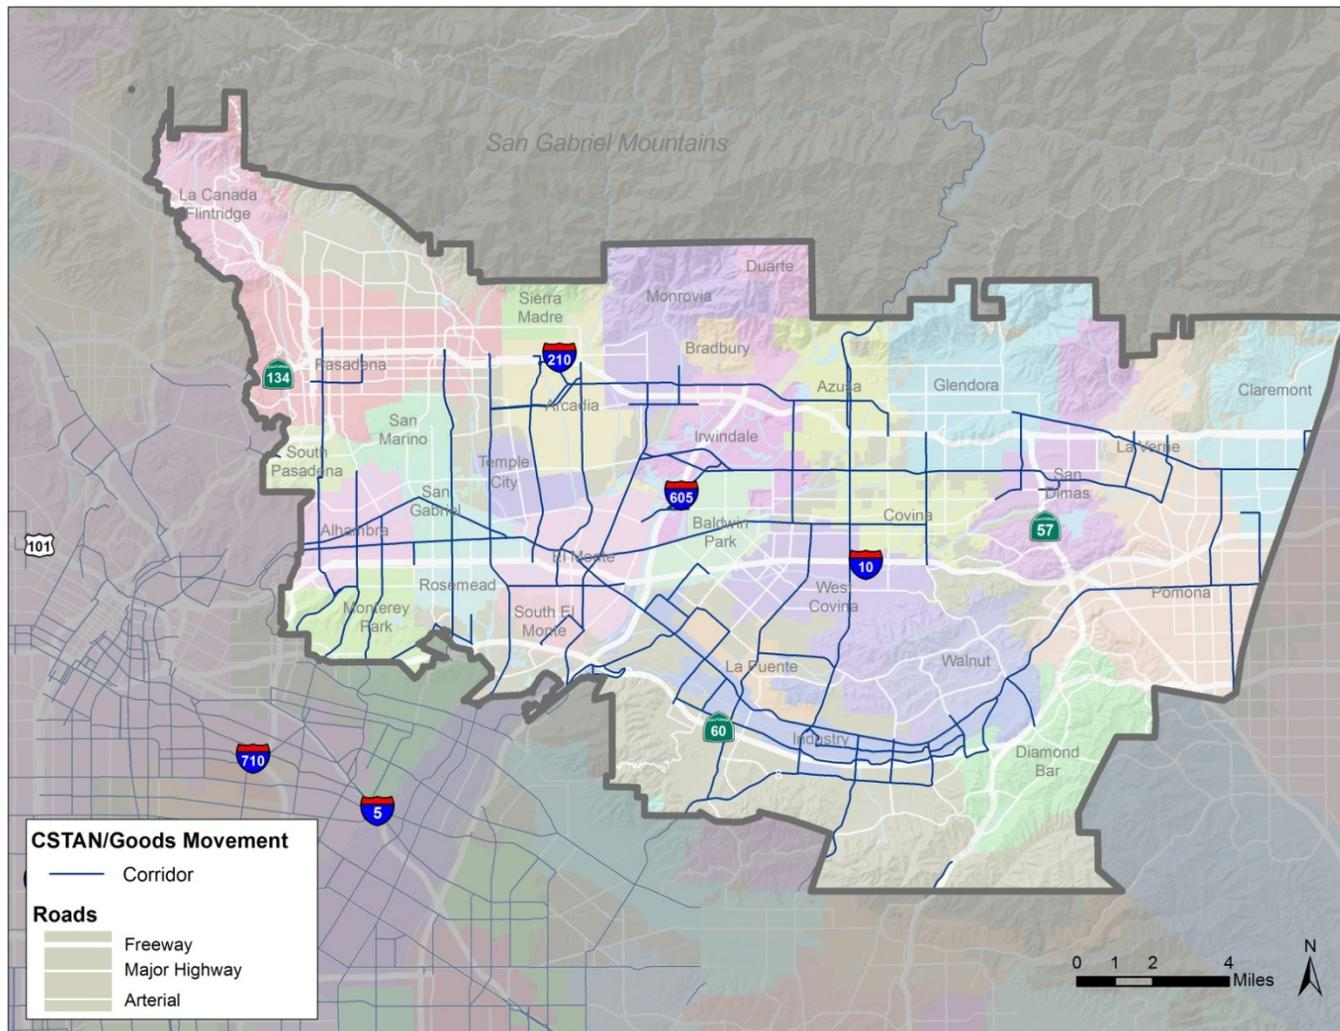 San Gabriel Mountains
La Canada
Flintridge
Duarte
Monrovia
Sierra
Madre
Bradbury
210
Pasadena
134
Azusa
Glendora
Claremont
Arcadia
San
Marino
Irwindale
La Verne
South
Pasadena
Temple
City
San
Dimas
San
Gabriel
605
Covina
Alhambra
Baldwin
Park
57
101
El Monte
10
Rosemead
West
Covina
Pomona
Monterey
Park
South El
Monte
La Puente
Walnut
60
Industry
Diamond
Bar
710
5
CSTAN/Goods Movement
Corridor
Roads
Freeway
Major Highway
Arterial
N
0 1 2 4
Miles